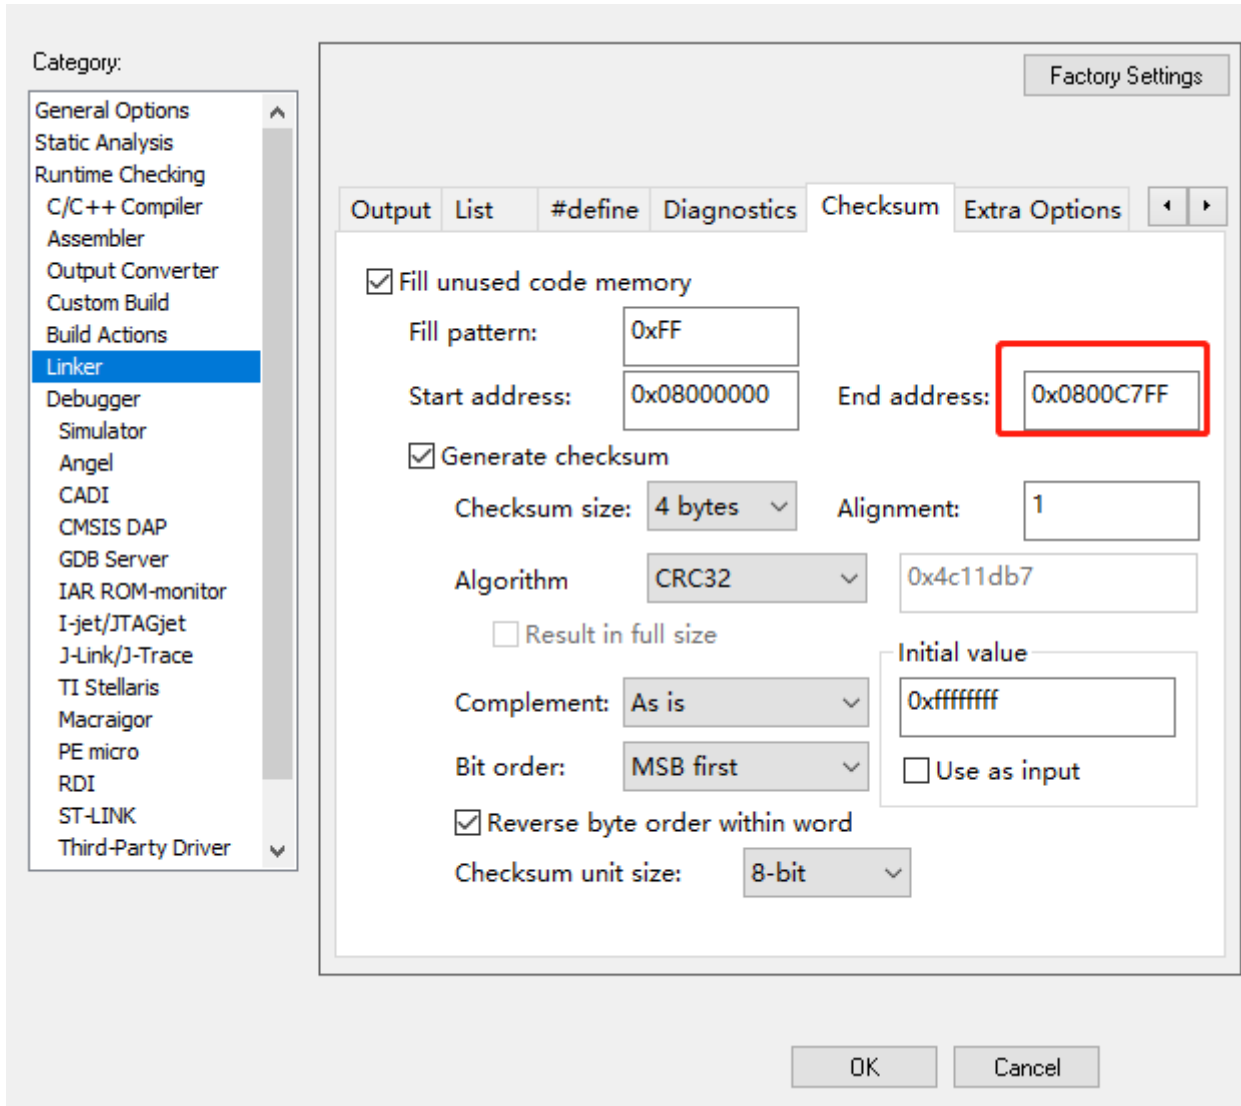 Category:
Factory Settings
General Options
Static Analysis
Runtime Checking
C/C++ Compiler
Assembler
Output Converter
Custom Build
Build Actions
Linker
Debugger
Simulator
Angel
CADI
CMSIS DAP
GDB Server
IAR ROM-monitor
I-jet/JTAGjet
J-Link/J-Trace
TI Stellaris
Macraigor
PE micro
RDI
ST-LINK
Third-Party Driver
Output List #define Diagnostics Checksum Extra Options
Fill unused code memory
Fill pattern: 0xFF
Start address: 0x08000000 End address: 0x0800C7FF
Generate checksum
Checksum size: 4 bytes Alignment: 1
Algorithm CRC32 0x4c11db7
Result in full size
Initial value
Complement: As is 0xffffffff
Bit order: MSB first Use as input
Reverse byte order within word
Checksum unit size: 8-bit
OK Cancel